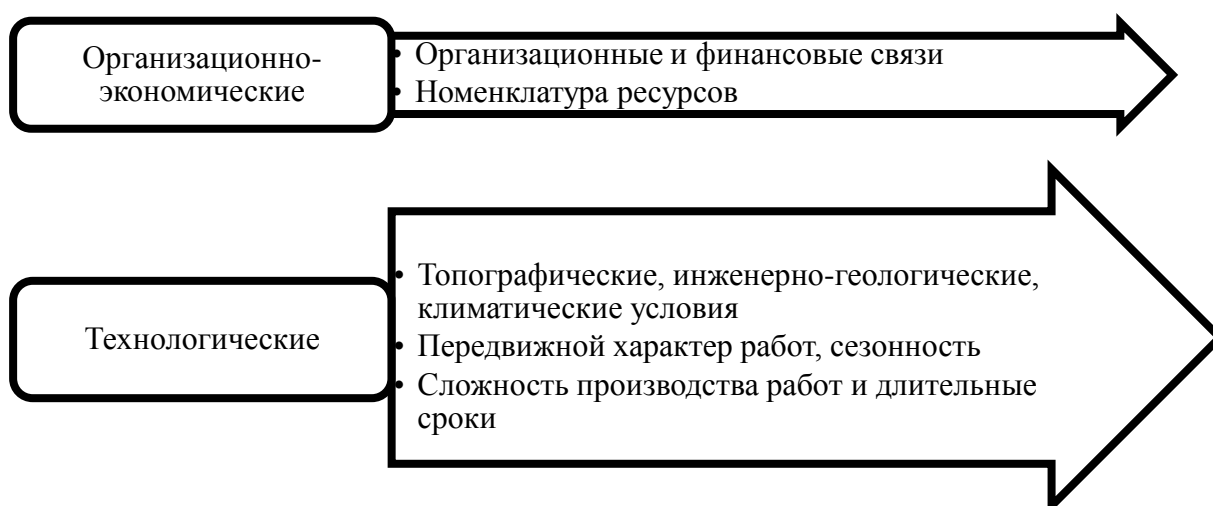 Организационно-
экономические
• Организационные и финансовые связи
• Номенклатура ресурсов
Технологические
• Топографические, инженерно-геологические,
климатические условия
• Передвижной характер работ, сезонность
• Сложность производства работ и длительные
сроки